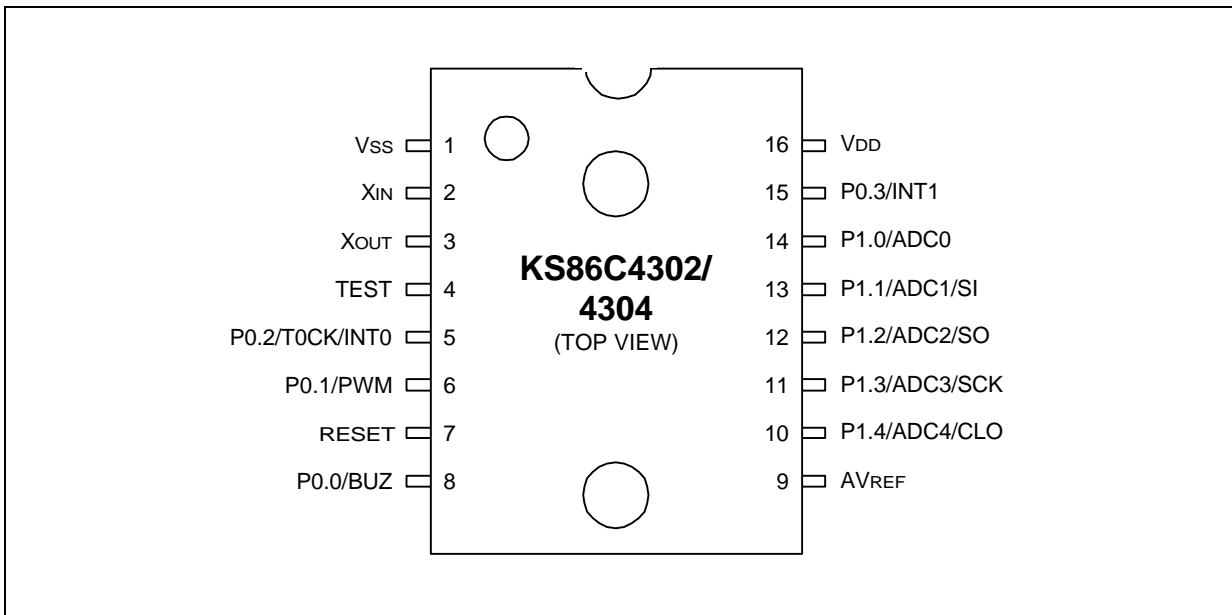 VSS 1
XIN 2
XOUT 3
TEST 4
P0.2/T0CK/INT0 5
P0.1/PWM 6
RESET 7
P0.0/BUZ 8
KS86C4302/
4304
(TOP VIEW)
16 VDD
15 P0.3/INT1
14 P1.0/ADC0
13 P1.1/ADC1/SI
12 P1.2/ADC2/SO
11 P1.3/ADC3/SCK
10 P1.4/ADC4/CLO
9 AVREF